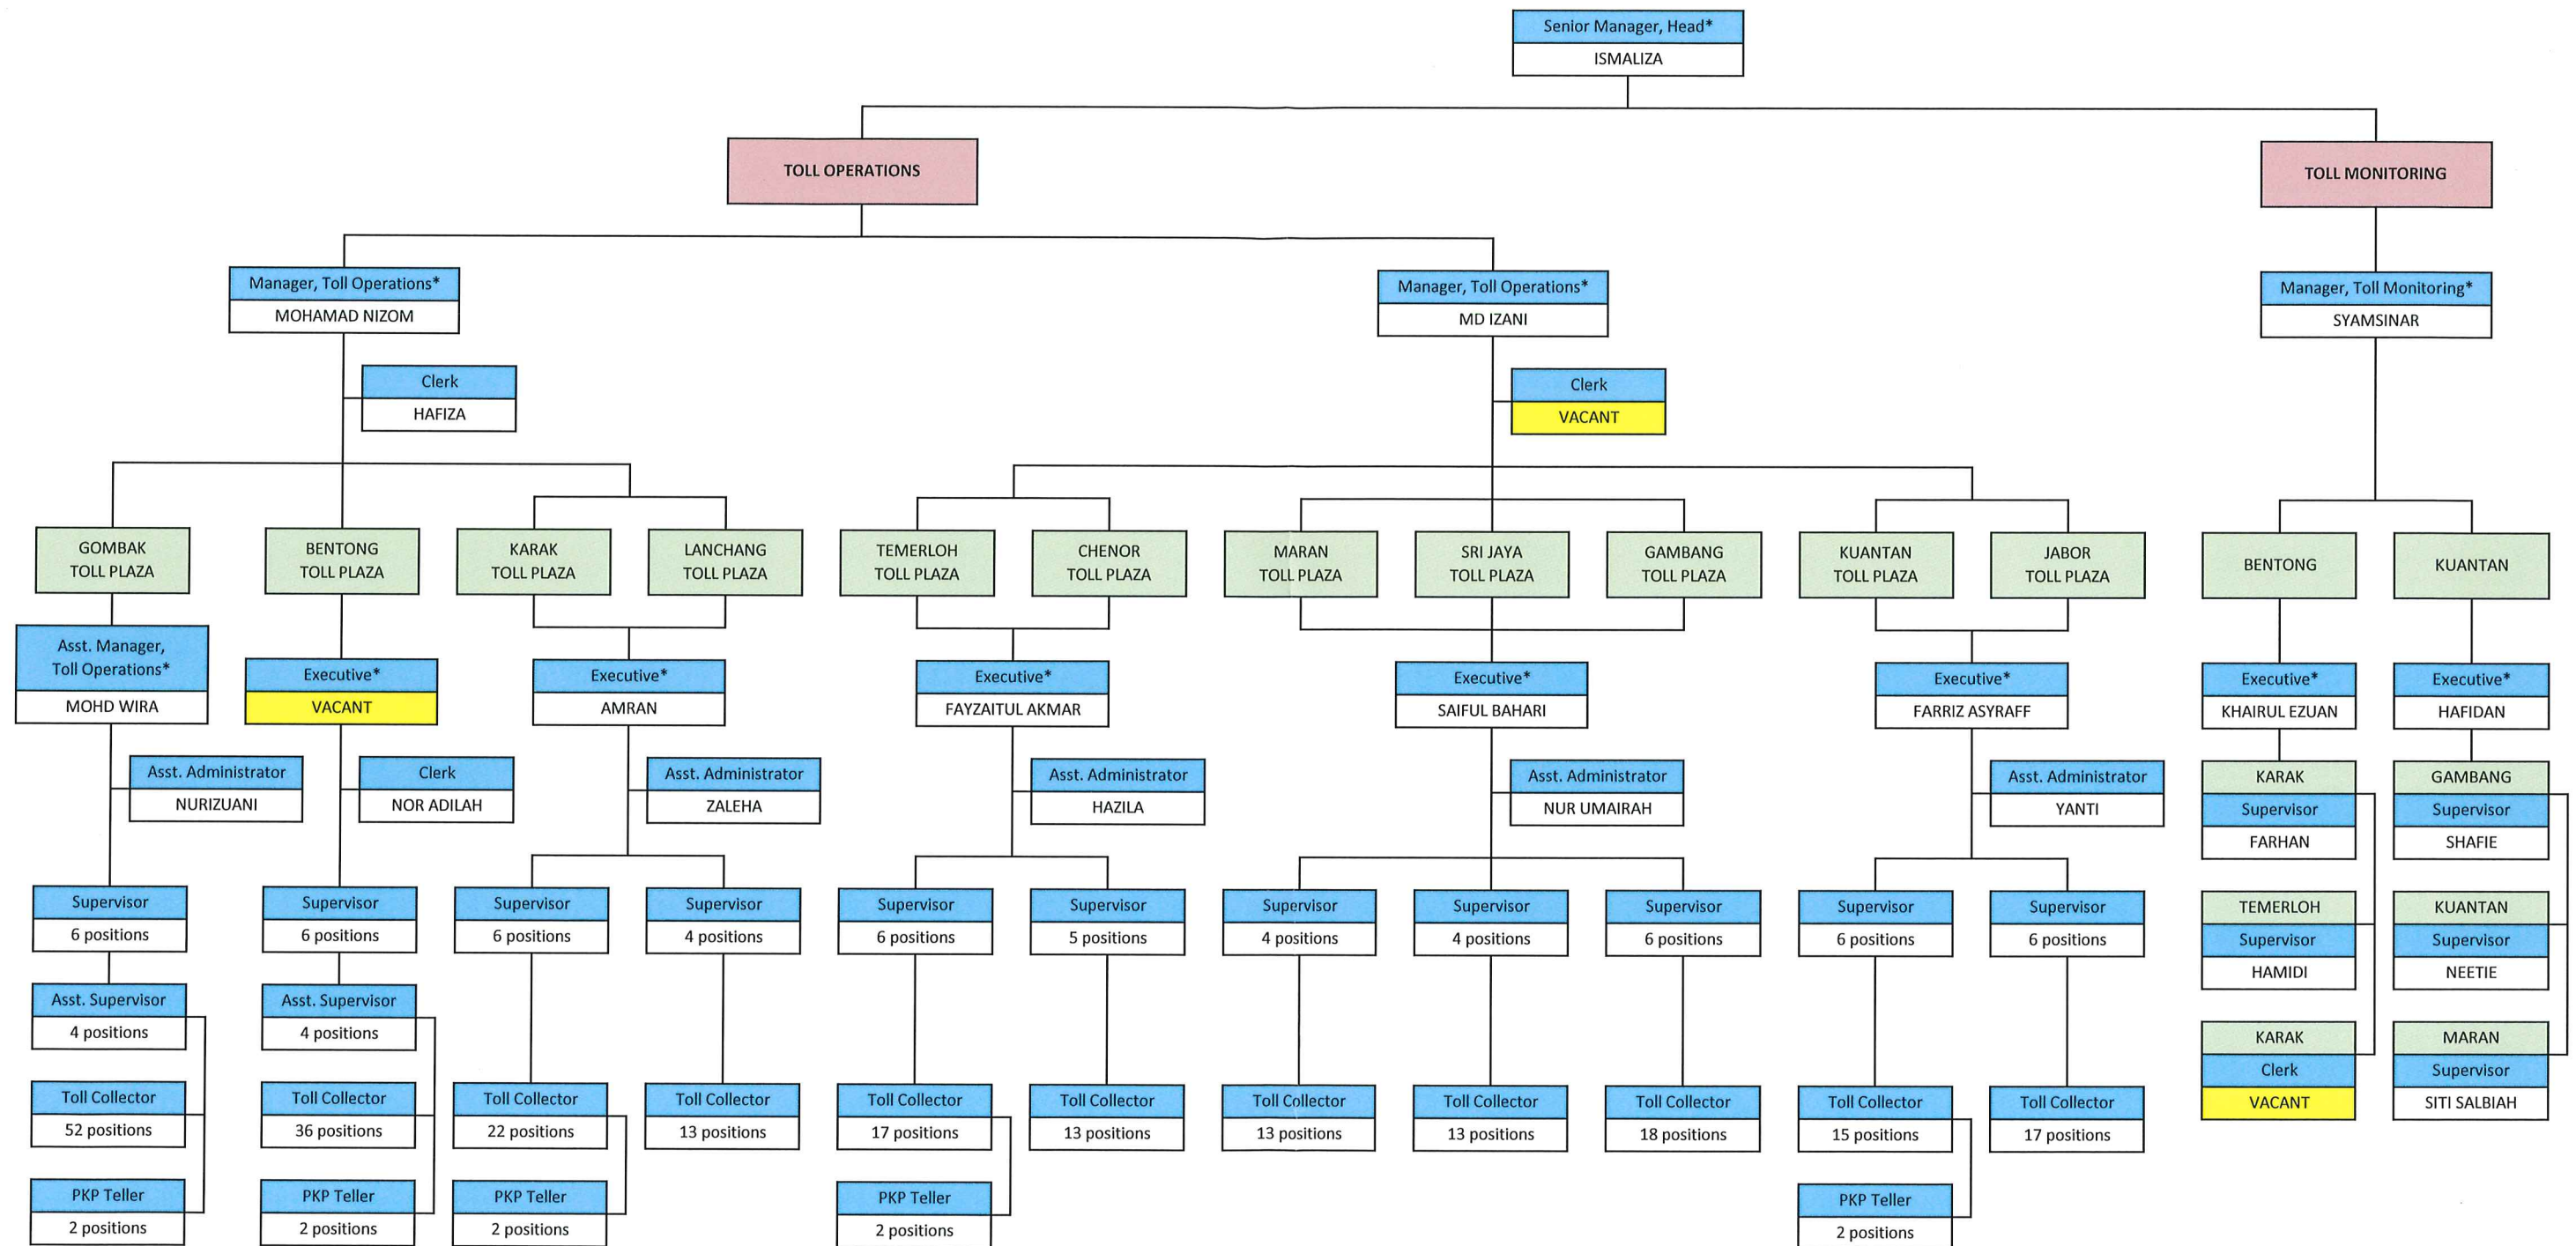 Senior Manager, Head*
ISMALIZA
TOLL OPERATIONS
TOLL MONITORING
Manager, Toll Operations*
MOHAMAD NIZOM
Manager, Toll Operations*
MD IZANI
Manager, Toll Monitoring*
SYAMSINAR
Clerk
HAFIZA
Clerk
VACANT
GOMBAK
TOLL PLAZA
BENTONG
TOLL PLAZA
KARAK
TOLL PLAZA
LANCHANG
TOLL PLAZA
TEMERLOH
TOLL PLAZA
CHENOR
TOLL PLAZA
MARAN
TOLL PLAZA
SRI JAYA
TOLL PLAZA
GAMBANG
TOLL PLAZA
KUANTAN
TOLL PLAZA
JABOR
TOLL PLAZA
BENTONG
KUANTAN
Asst. Manager,
Toll Operations*
MOHD WIRA
Executive*
VACANT
Executive*
AMRAN
Executive*
FAYZAITUL AKMAR
Executive*
SAIFUL BAHARI
Executive*
FARRIZ ASYRAFF
Executive*
KHAIRUL EZUAN
Executive*
HAFIDAN
Asst. Administrator
NURIZUANI
Clerk
NOR ADILAH
Asst. Administrator
ZALEHA
Asst. Administrator
HAZILA
Asst. Administrator
NUR UMAIRAH
Asst. Administrator
YANTI
KARAK
Supervisor
FARHAN
GAMBANG
Supervisor
SHAFIE
Supervisor
6 positions
Supervisor
6 positions
Supervisor
6 positions
Supervisor
4 positions
Supervisor
6 positions
Supervisor
5 positions
Supervisor
4 positions
Supervisor
4 positions
Supervisor
6 positions
Supervisor
6 positions
Supervisor
6 positions
TEMERLOH
Supervisor
HAMIDI
KUANTAN
Supervisor
NEETIE
Asst. Supervisor
4 positions
Asst. Supervisor
4 positions
KARAK
Clerk
VACANT
MARAN
Supervisor
SITI SALBIAH
Toll Collector
52 positions
Toll Collector
36 positions
Toll Collector
22 positions
Toll Collector
13 positions
Toll Collector
17 positions
Toll Collector
13 positions
Toll Collector
13 positions
Toll Collector
13 positions
Toll Collector
18 positions
Toll Collector
15 positions
Toll Collector
17 positions
PKP Teller
2 positions
PKP Teller
2 positions
PKP Teller
2 positions
PKP Teller
2 positions
PKP Teller
2 positions